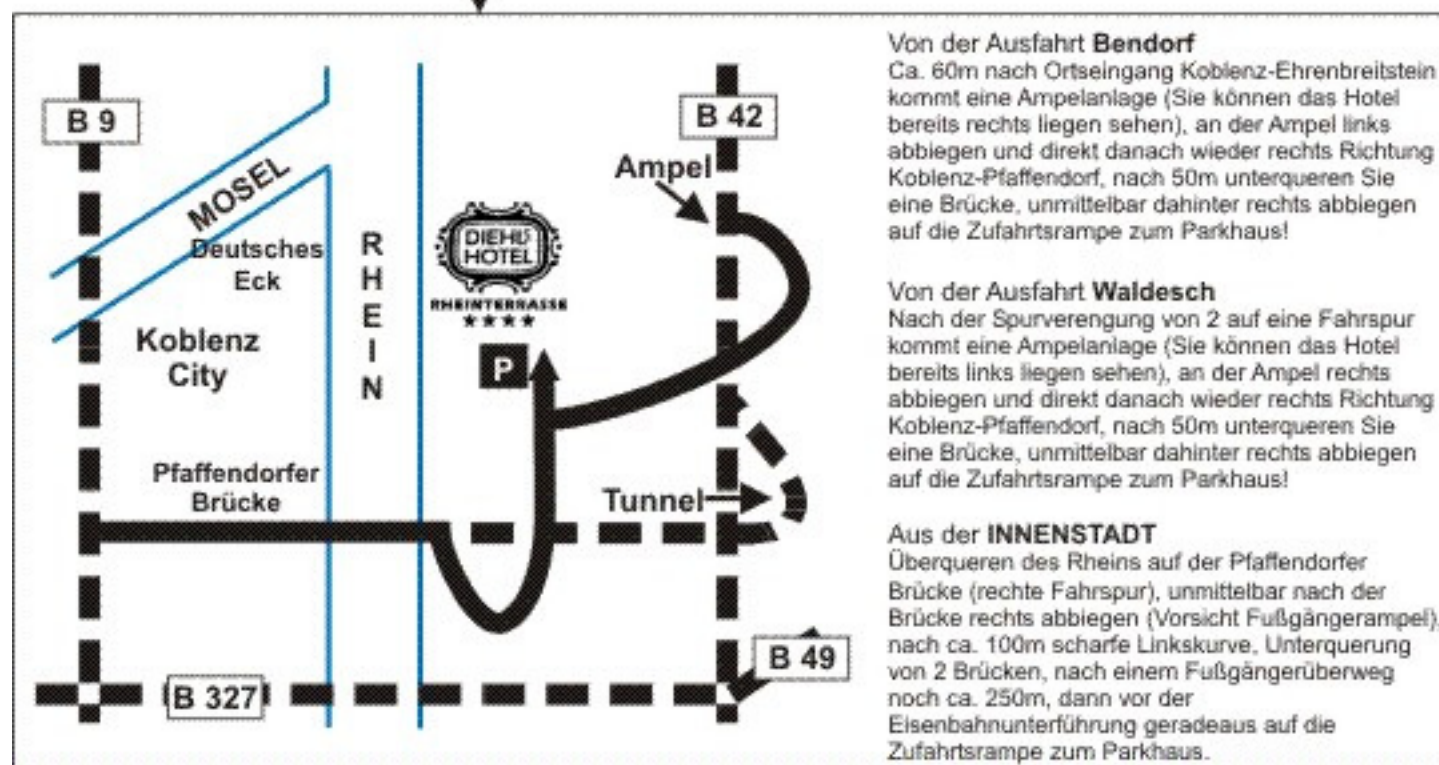 B 9
B 42
Ampel
MOSEL
Deutsches
Eck
RHEIN
DIEHLS
HOTEL
RHEINTERRASSE
Koblenz
City
P
Pfaffendorfer
Brücke
Tunnel
B 49
B 327
Von der Ausfahrt Bendorf
Ca. 60m nach Ortseingang Koblenz-Ehrenbreitstein
kommt eine Ampelanlage (Sie können das Hotel
bereits rechts liegen sehen), an der Ampel links
abbiegen und direkt danach wieder rechts Richtung
Koblenz-Pfaffendorf, nach 50m unterqueren Sie
eine Brücke, unmittelbar dahinter rechts abbiegen
auf die Zufahrtsrampe zum Parkhaus!
Von der Ausfahrt Waldesch
Nach der Spurverengung von 2 auf eine Fahrspur
kommt eine Ampelanlage (Sie können das Hotel
bereits links liegen sehen), an der Ampel rechts
abbiegen und direkt danach wieder rechts Richtung
Koblenz-Pfaffendorf, nach 50m unterqueren Sie
eine Brücke, unmittelbar dahinter rechts abbiegen
auf die Zufahrtsrampe zum Parkhaus!
Aus der INNENSTADT
Überqueren des Rheins auf der Pfaffendorfer
Brücke (rechte Fahrspur), unmittelbar nach der
Brücke rechts abbiegen (Vorsicht Fußgängerampel),
nach ca. 100m scharfe Linkskurve, Unterquerung
von 2 Brücken, nach einem Fußgängerüberweg
noch ca. 250m, dann vor der
Eisenbahnunterführung geradeaus auf die
Zufahrtsrampe zum Parkhaus.